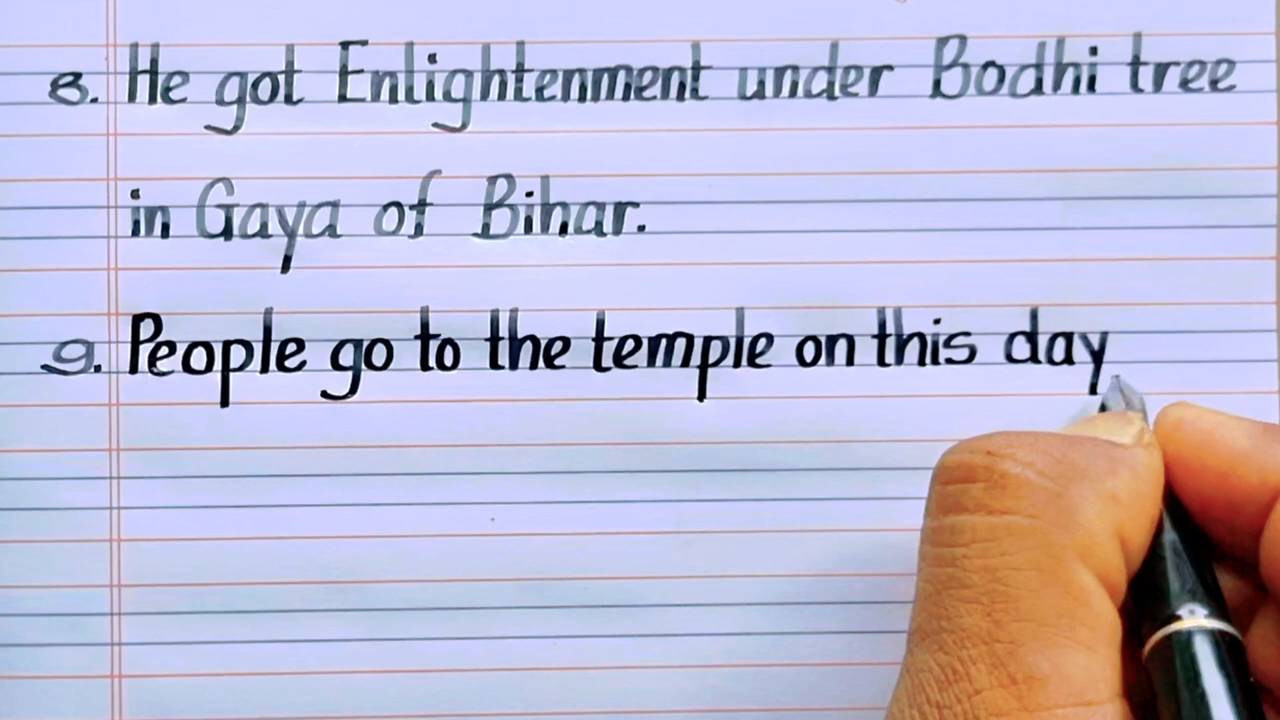 8. He got Enlightenment under Bodhi tree
in Gaya of Bihar.
9. People go to the temple on this day